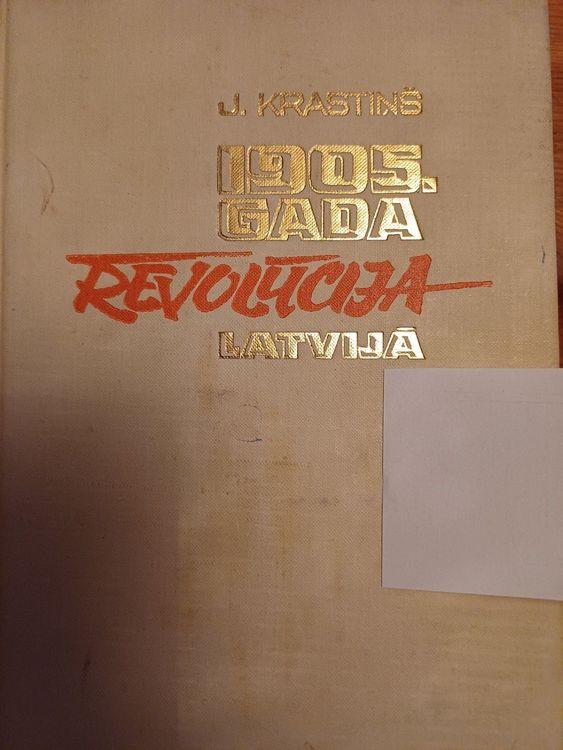 J. KRASTIŅŠ
1905.
GADA
REVOLŪCIJA
LATVIJĀ